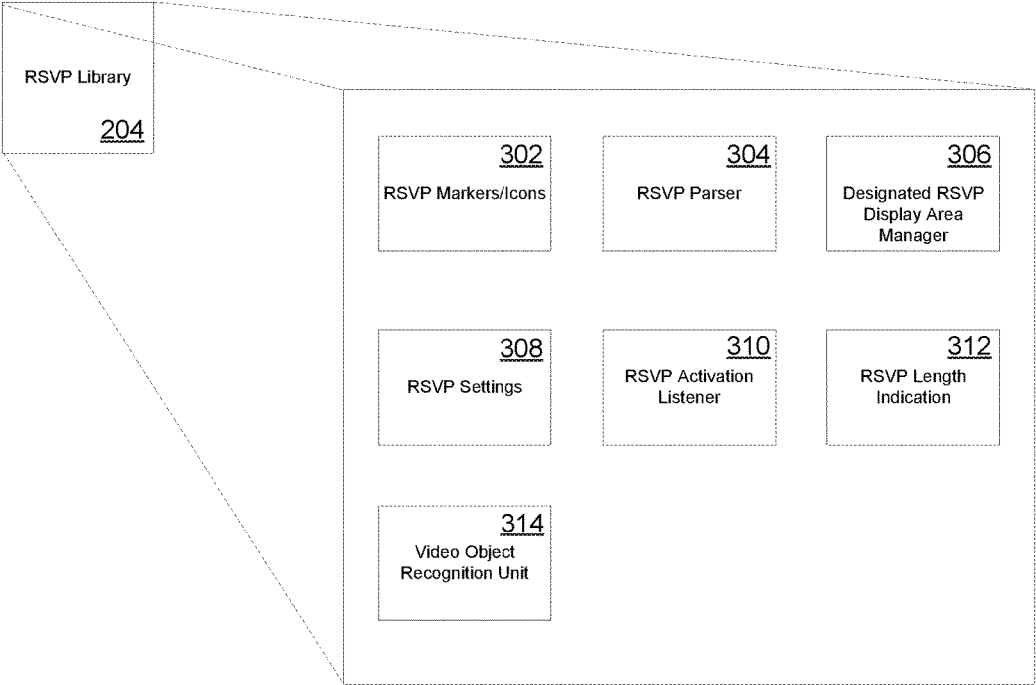 RSVP Library
204
302
RSVP Markers/Icons
304
RSVP Parser
306
Designated RSVP
Display Area
Manager
308
RSVP Settings
310
RSVP Activation
Listener
312
RSVP Length
Indication
314
Video Object
Recognition Unit